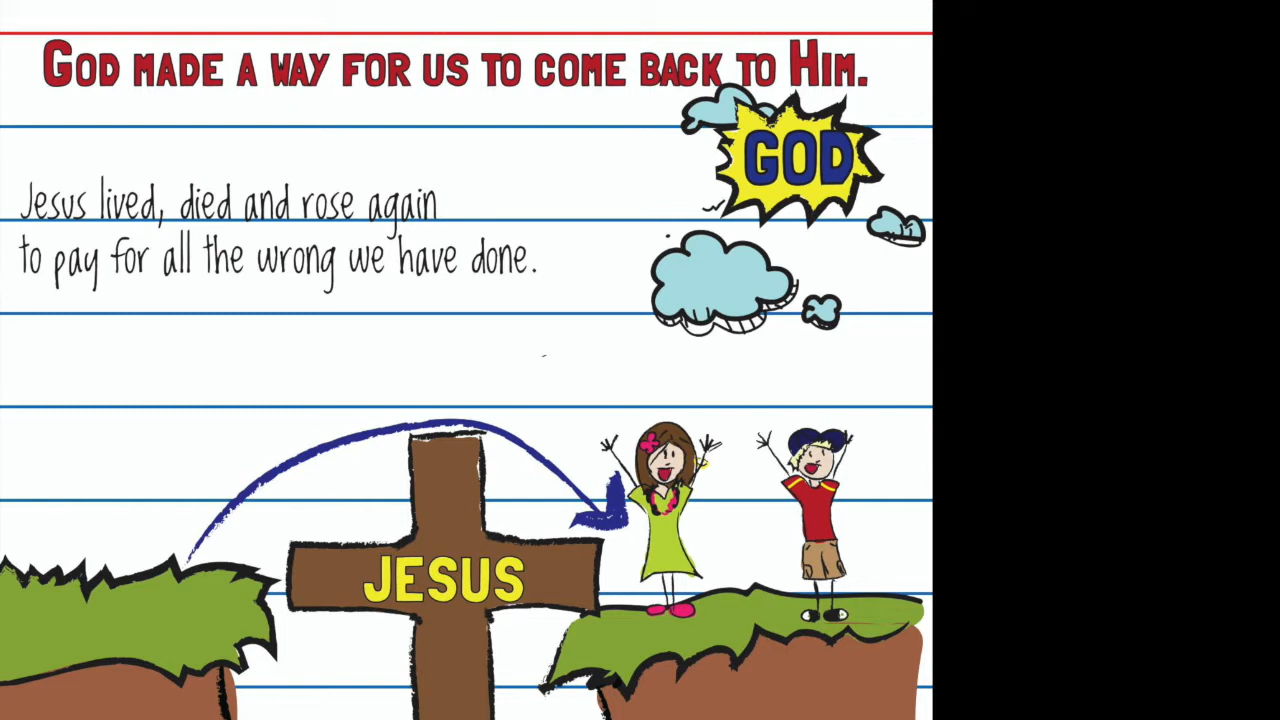 God made a way for us to come back to Him.
GOD
Jesus lived, died and rose again
to pay for all the wrong we have done.
JESUS